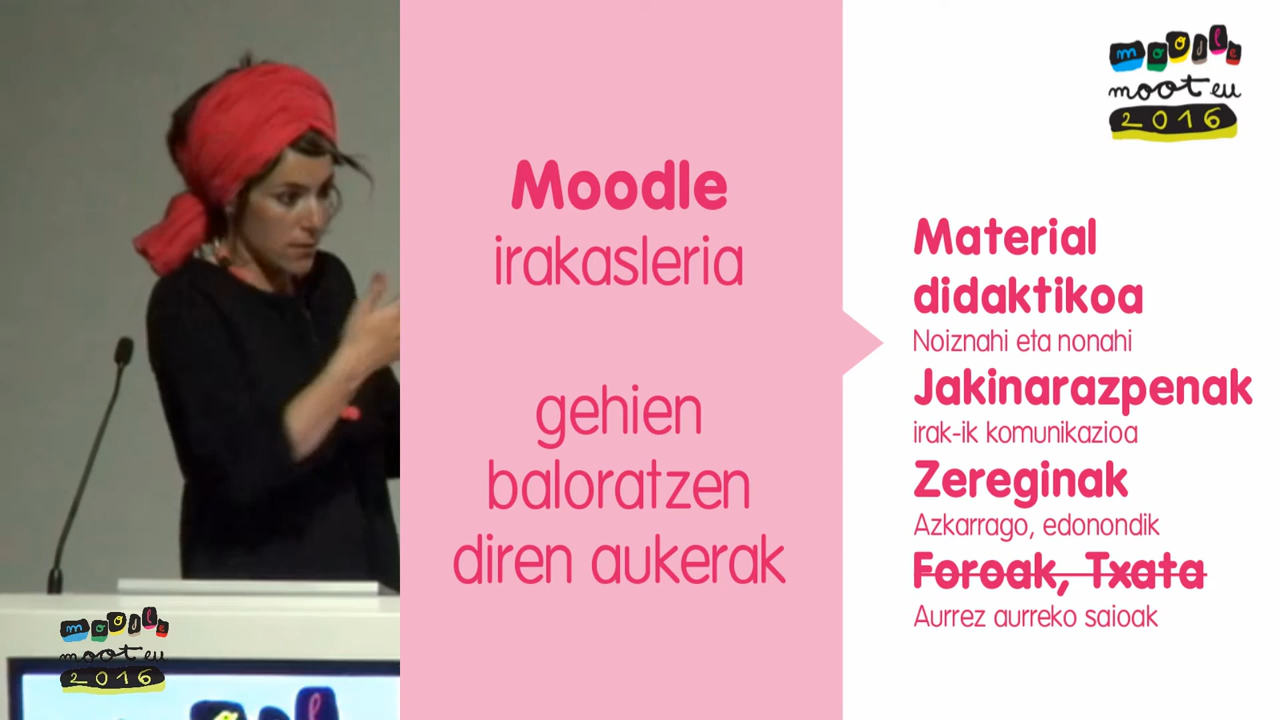 Moodle
irakasleria
gehien
baloratzen
diren aukerak
moodle
moot eu
2016
Material
didaktikoa
Noiznahi eta nonahi
Jakinarazpenak
irak-ik komunikazioa
Zereginak
Azkarrago, edonondik
Foroak, Txata
Aurrez aurreko saioak
moodle
moot eu
2016